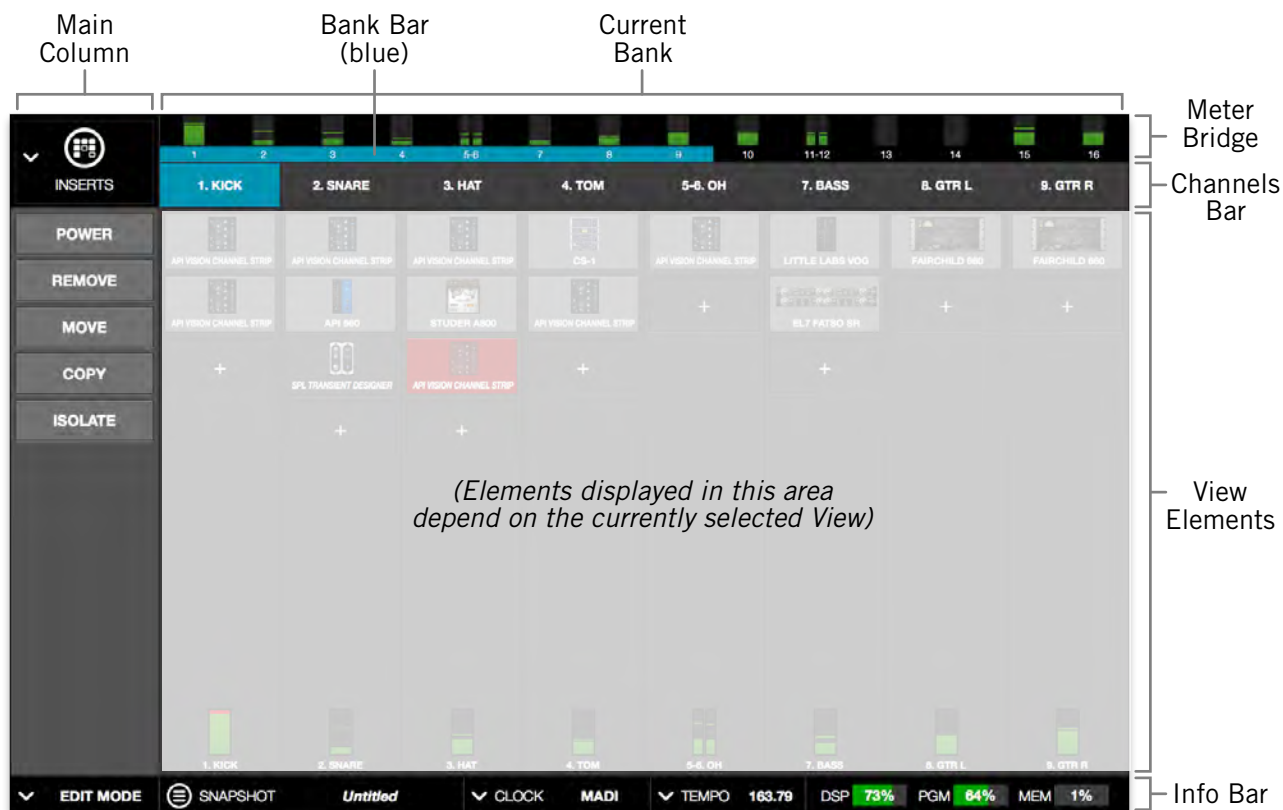 Main
Column
Bank Bar
(blue)
Current
Bank
Meter
Bridge
1 2 3 4 5-6 7 8 9 10 11-12 13 14 15 16
INSERTS
1. KICK 2. SNARE 3. HAT 4. TOM 5-6. OH 7. BASS 8. GTR L 9. GTR R
Channels
Bar
POWER
REMOVE
MOVE
COPY
ISOLATE
API VISION CHANNEL STRIP API VISION CHANNEL STRIP API VISION CHANNEL STRIP CS-1 API VISION CHANNEL STRIP LITTLE LABS VOG FAIRCHILD 660 FAIRCHILD 660
API VISION CHANNEL STRIP API 560 STUDER A800 API VISION CHANNEL STRIP + EL7 FATSO SR + +
+ SPL TRANSIENT DESIGNER API VISION CHANNEL STRIP + +
+ +
(Elements displayed in this area
depend on the currently selected View)
View
Elements
1. KICK 2. SNARE 3. HAT 4. TOM 5-6. OH 7. BASS 8. GTR L 9. GTR R
EDIT MODE SNAPSHOT Untitled CLOCK MADI TEMPO 163.79 DSP 73% PGM 64% MEM 1%
Info Bar